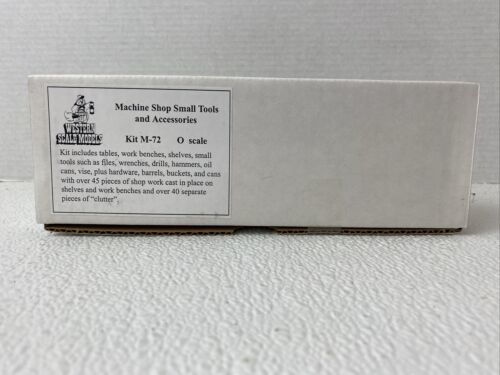 WESTERN
SCALE MODELS
Machine Shop Small Tools
and Accessories
Kit M-72 O scale
Kit includes tables, work benches, shelves, small
tools such as files, wrenches, drills, hammers, oil
cans, vise, plus hardware, barrels, buckets, and cans
with over 45 pieces of shop work cast in place on
shelves and work benches and over 40 separate
pieces of "clutter".